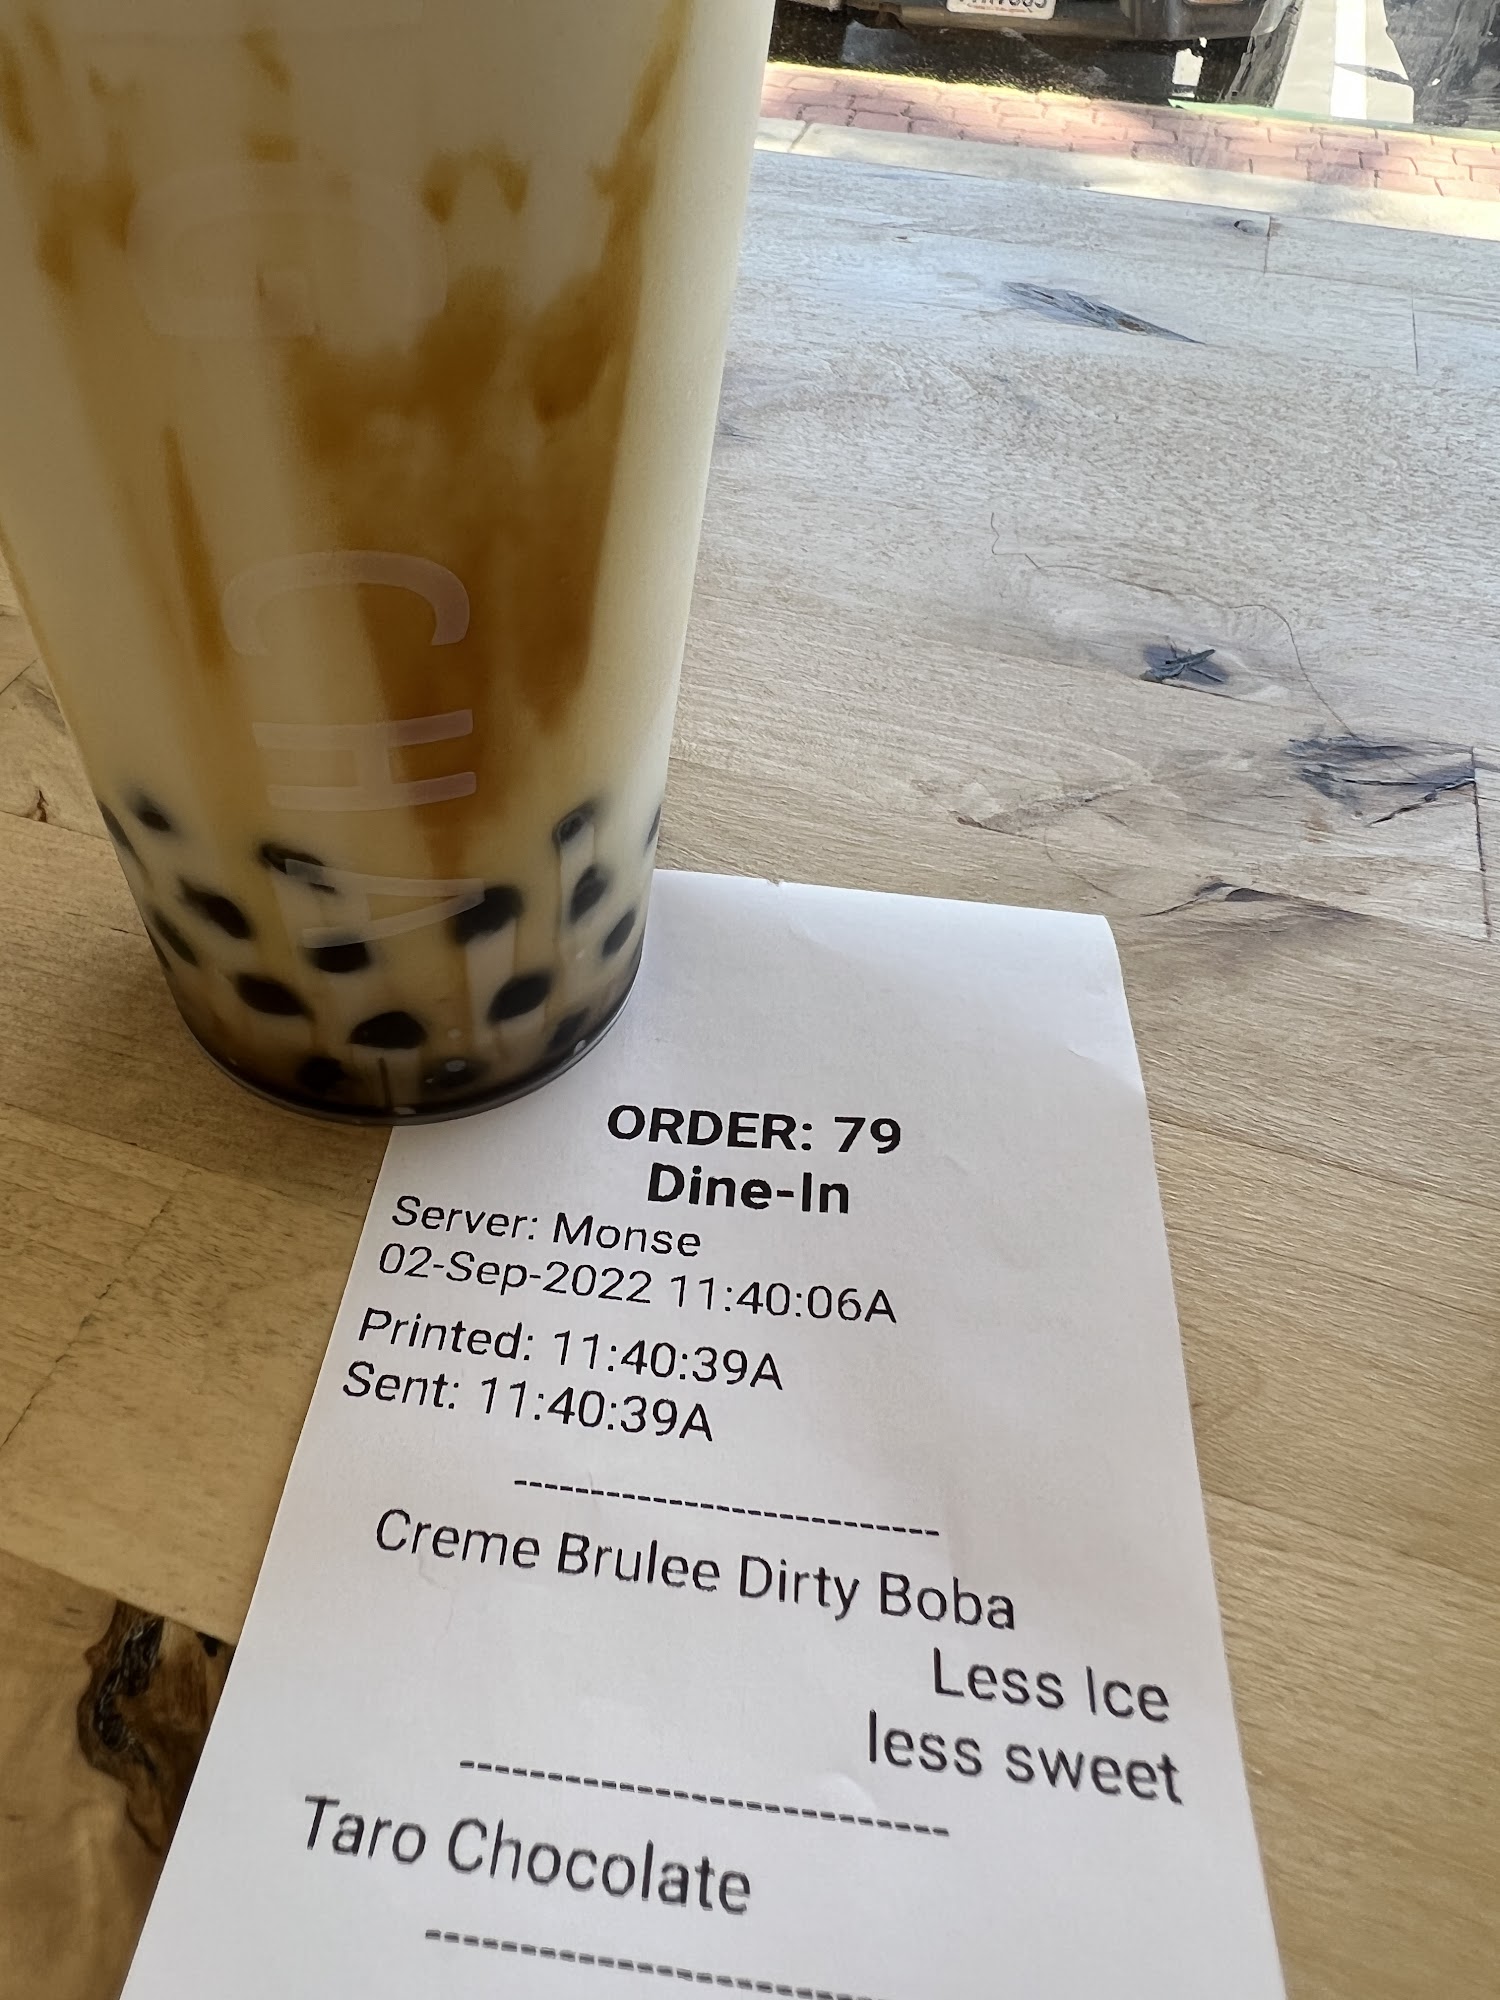 CHA
ORDER: 79
Dine-In
Server: Monse
02-Sep-2022 11:40:06A
Printed: 11:40:39A
Sent: 11:40:39A
--------------------------
Creme Brulee Dirty Boba
Less Ice
less sweet
--------------------------
Taro Chocolate
--------------------------